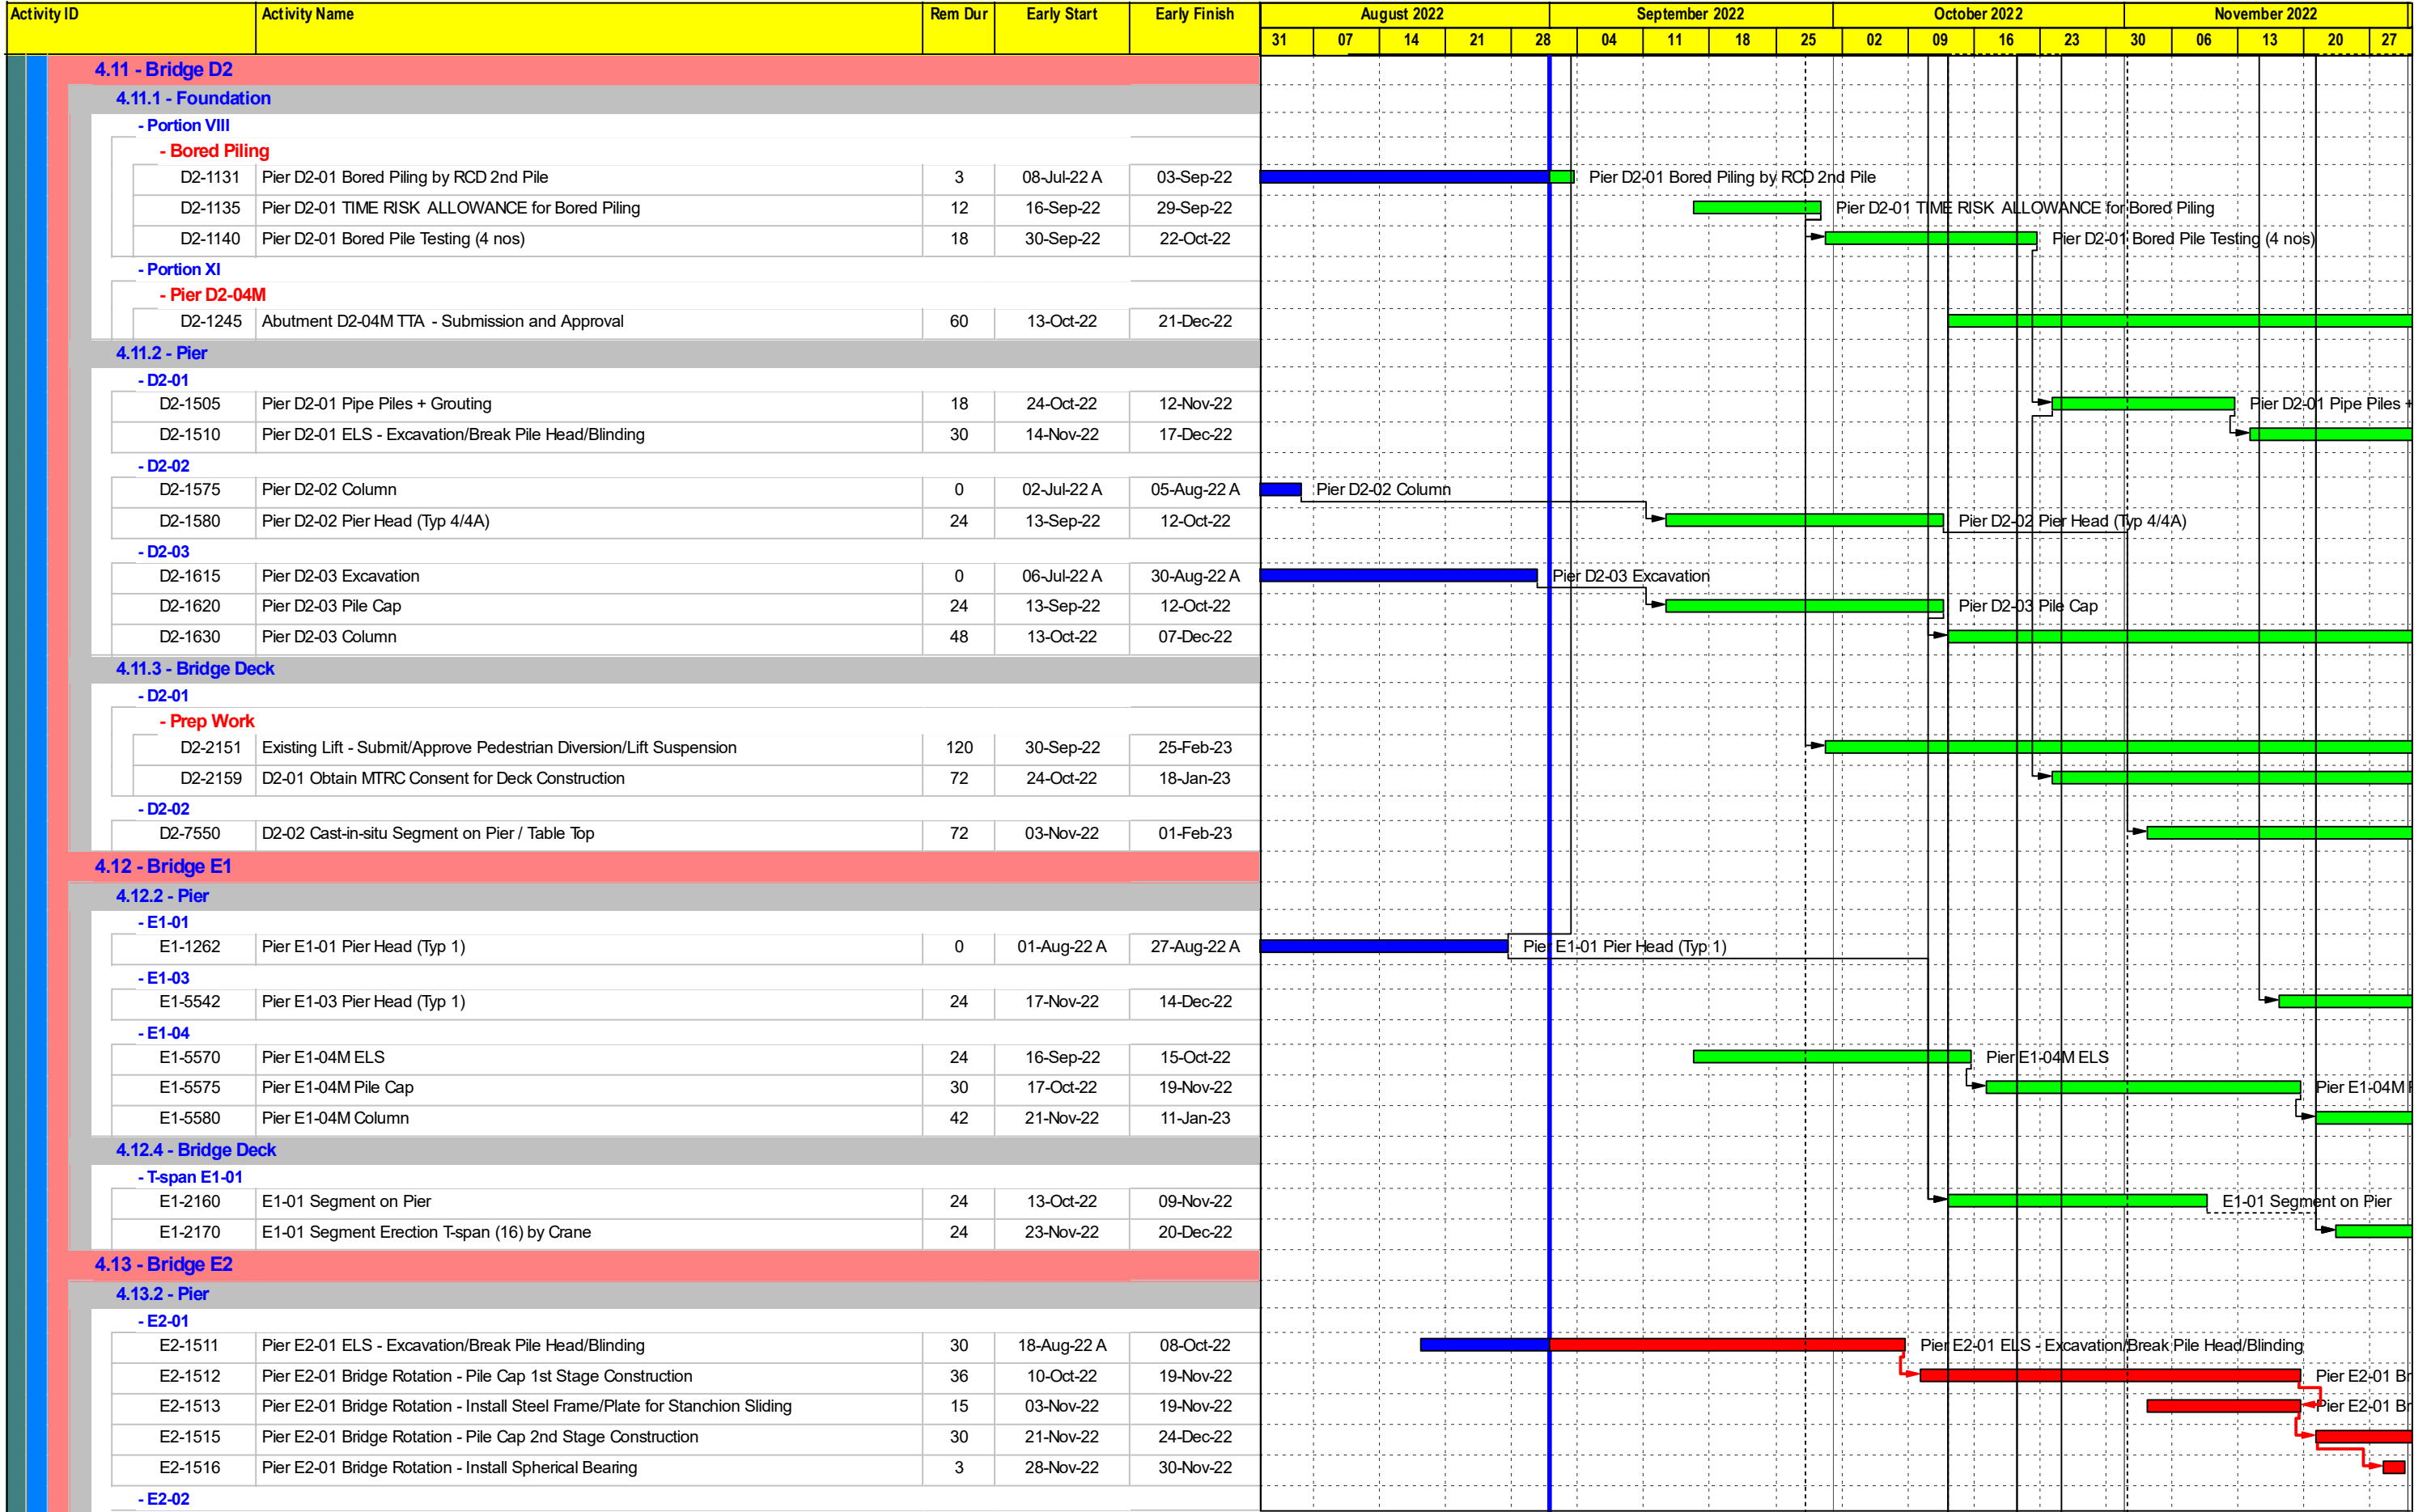 Activity ID Activity Name Rem Dur Early Start Early Finish August 2022 September 2022 October 2022 November 2022
31 07 14 21 28 04 11 18 25 02 09 16 23 30 06 13 20 27
4.11 - Bridge D2
4.11.1 - Foundation
- Portion VIII
- Bored Piling
D2-1131 Pier D2-01 Bored Piling by RCD 2nd Pile 3 08-Jul-22 A 03-Sep-22 Pier D2-01 Bored Piling by RCD 2nd Pile
D2-1135 Pier D2-01 TIME RISK ALLOWANCE for Bored Piling 12 16-Sep-22 29-Sep-22 Pier D2-01 TIME RISK ALLOWANCE for Bored Piling
D2-1140 Pier D2-01 Bored Pile Testing (4 nos) 18 30-Sep-22 22-Oct-22 Pier D2-01 Bored Pile Testing (4 nos)
- Portion XI
- Pier D2-04M
D2-1245 Abutment D2-04M TTA - Submission and Approval 60 13-Oct-22 21-Dec-22
4.11.2 - Pier
- D2-01
D2-1505 Pier D2-01 Pipe Piles + Grouting 18 24-Oct-22 12-Nov-22 Pier D2-01 Pipe Piles +
D2-1510 Pier D2-01 ELS - Excavation/Break Pile Head/Blinding 30 14-Nov-22 17-Dec-22
- D2-02
D2-1575 Pier D2-02 Column 0 02-Jul-22 A 05-Aug-22 A Pier D2-02 Column
D2-1580 Pier D2-02 Pier Head (Typ 4/4A) 24 13-Sep-22 12-Oct-22 Pier D2-02 Pier Head (Typ 4/4A)
- D2-03
D2-1615 Pier D2-03 Excavation 0 06-Jul-22 A 30-Aug-22 A Pier D2-03 Excavation
D2-1620 Pier D2-03 Pile Cap 24 13-Sep-22 12-Oct-22 Pier D2-03 Pile Cap
D2-1630 Pier D2-03 Column 48 13-Oct-22 07-Dec-22
4.11.3 - Bridge Deck
- D2-01
- Prep Work
D2-2151 Existing Lift - Submit/Approve Pedestrian Diversion/Lift Suspension 120 30-Sep-22 25-Feb-23
D2-2159 D2-01 Obtain MTRC Consent for Deck Construction 72 24-Oct-22 18-Jan-23
- D2-02
D2-7550 D2-02 Cast-in-situ Segment on Pier / Table Top 72 03-Nov-22 01-Feb-23
4.12 - Bridge E1
4.12.2 - Pier
- E1-01
E1-1262 Pier E1-01 Pier Head (Typ 1) 0 01-Aug-22 A 27-Aug-22 A Pier E1-01 Pier Head (Typ 1)
- E1-03
E1-5542 Pier E1-03 Pier Head (Typ 1) 24 17-Nov-22 14-Dec-22
- E1-04
E1-5570 Pier E1-04M ELS 24 16-Sep-22 15-Oct-22 Pier E1-04M ELS
E1-5575 Pier E1-04M Pile Cap 30 17-Oct-22 19-Nov-22 Pier E1-04M
E1-5580 Pier E1-04M Column 42 21-Nov-22 11-Jan-23
4.12.4 - Bridge Deck
- T-span E1-01
E1-2160 E1-01 Segment on Pier 24 13-Oct-22 09-Nov-22 E1-01 Segment on Pier
E1-2170 E1-01 Segment Erection T-span (16) by Crane 24 23-Nov-22 20-Dec-22
4.13 - Bridge E2
4.13.2 - Pier
- E2-01
E2-1511 Pier E2-01 ELS - Excavation/Break Pile Head/Blinding 30 18-Aug-22 A 08-Oct-22 Pier E2-01 ELS - Excavation/Break Pile Head/Blinding
E2-1512 Pier E2-01 Bridge Rotation - Pile Cap 1st Stage Construction 36 10-Oct-22 19-Nov-22 Pier E2-01 Br
E2-1513 Pier E2-01 Bridge Rotation - Install Steel Frame/Plate for Stanchion Sliding 15 03-Nov-22 19-Nov-22 Pier E2-01 Br
E2-1515 Pier E2-01 Bridge Rotation - Pile Cap 2nd Stage Construction 30 21-Nov-22 24-Dec-22
E2-1516 Pier E2-01 Bridge Rotation - Install Spherical Bearing 3 28-Nov-22 30-Nov-22
- E2-02